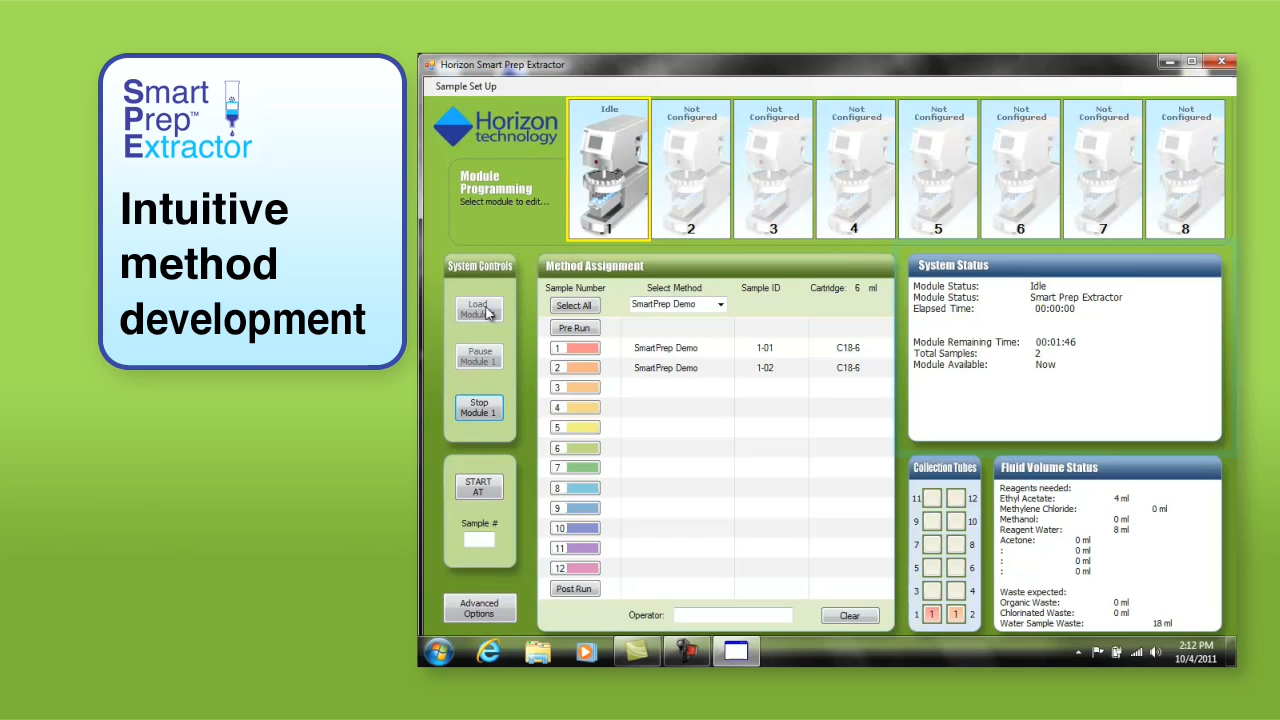 Smart
Prep™
Extractor
Intuitive
method
development
Horizon Smart Prep Extractor
Sample Set Up
Horizon
technology
Module
Programming
Select module to edit...
Idle
1
Not
Configured
2
Not
Configured
3
Not
Configured
4
Not
Configured
5
Not
Configured
6
Not
Configured
7
Not
Configured
8
System Controls
Load
Module
Pause
Module 1
Stop
Module 1
START
AT
Sample #
Advanced
Options
Method Assignment
Sample Number Select Method Sample ID Cartridge: 6 ml
Select All SmartPrep Demo
Pre Run
1 SmartPrep Demo 1-01 C18-6
2 SmartPrep Demo 1-02 C18-6
3
4
5
6
7
8
9
10
11
12
Post Run
Operator: Clear
System Status
Module Status: Idle
Module Status: Smart Prep Extractor
Elapsed Time: 00:00:00
Module Remaining Time: 00:01:46
Total Samples: 2
Module Available: Now
Collection Tubes
11 12
9 10
7 8
5 6
3 4
1 1 1 2
Fluid Volume Status
Reagents needed:
Ethyl Acetate: 4 ml
Methylene Chloride: 0 ml
Methanol: 0 ml
Reagent Water: 8 ml
Acetone: 0 ml
: 0 ml
: 0 ml
: 0 ml
Waste expected:
Organic Waste: 0 ml
Chlorinated Waste: 0 ml
Water Sample Waste: 18 ml
2:12 PM
10/4/2011